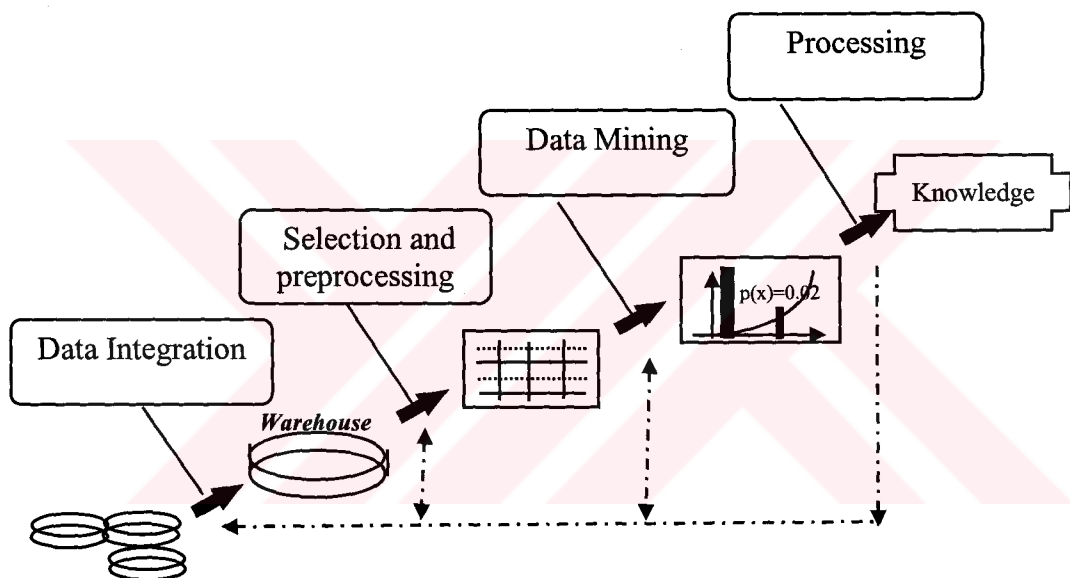 Processing
Data Mining
Knowledge
Selection and
preprocessing
p(x)=0.02
Data Integration
Warehouse